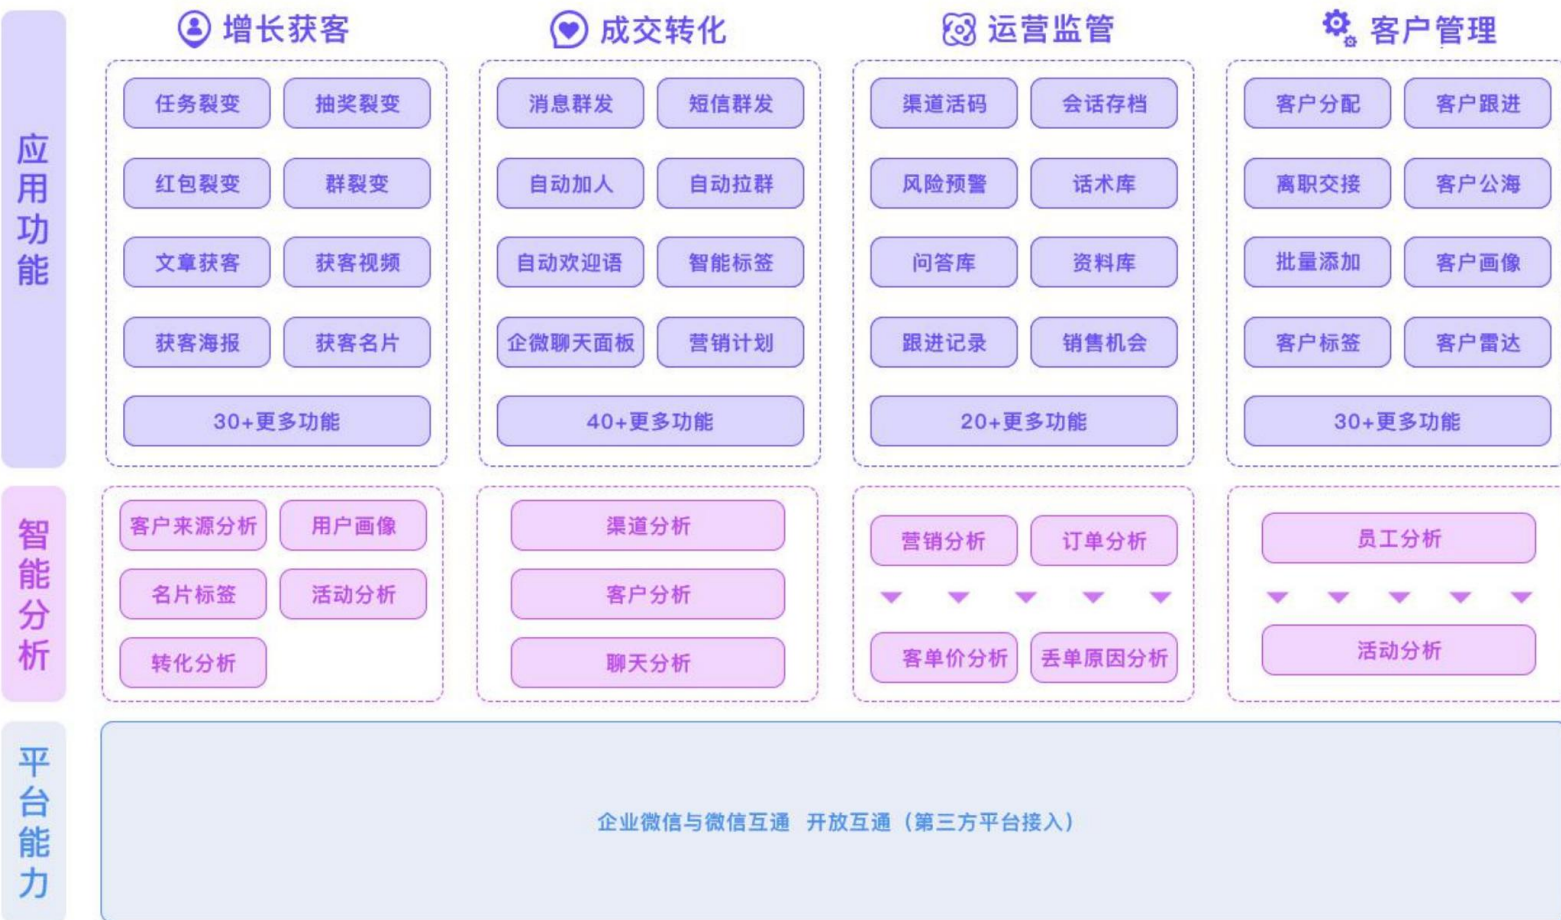 增长获客 成交转化 运营监管 客户管理
应用功能
任务裂变 抽奖裂变 消息群发 短信群发 渠道活码 会话存档 客户分配 客户跟进
红包裂变 群裂变 自动加人 自动拉群 风险预警 话术库 离职交接 客户公海
文章获客 获客视频 自动欢迎语 智能标签 问答库 资料库 批量添加 客户画像
获客海报 获客名片 企微聊天面板 营销计划 跟进记录 销售机会 客户标签 客户雷达
30+更多功能 40+更多功能 20+更多功能 30+更多功能
智能分析
客户来源分析 用户画像 渠道分析 营销分析 订单分析 员工分析
名片标签 活动分析 客户分析
转化分析 聊天分析 客单价分析 丢单原因分析 活动分析
平台能力
企业微信与微信互通 开放互通（第三方平台接入）